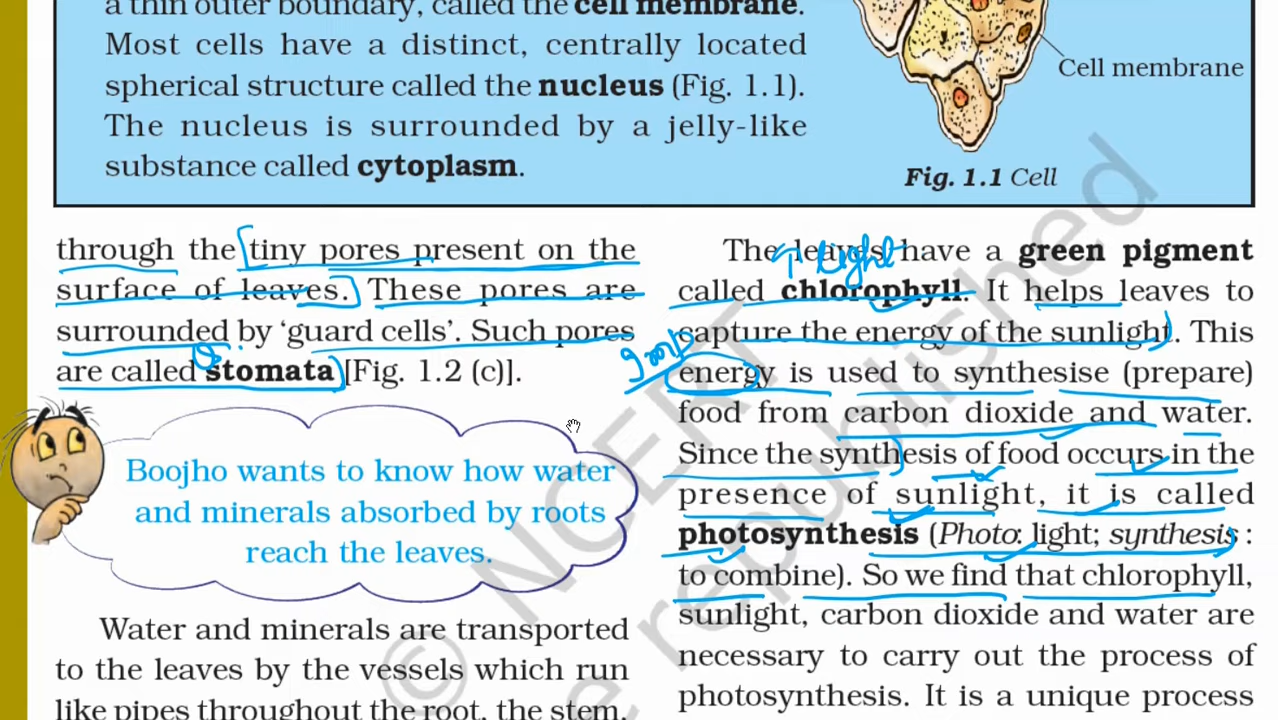 a thin outer boundary, called the cell membrane.
Most cells have a distinct, centrally located
spherical structure called the nucleus (Fig. 1.1).
The nucleus is surrounded by a jelly-like
substance called cytoplasm.
Cell membrane
Fig. 1.1 Cell
through the tiny pores present on the
surface of leaves. These pores are
surrounded by ‘guard cells’. Such pores
are called stomata [Fig. 1.2 (c)].
Boojho wants to know how water
and minerals absorbed by roots
reach the leaves.
Water and minerals are transported
to the leaves by the vessels which run
like pipes throughout the root, the stem,
The leaves have a green pigment
Light
called chlorophyll. It helps leaves to
capture the energy of the sunlight. This
energy is used to synthesise (prepare)
food from carbon dioxide and water.
Since the synthesis of food occurs in the
presence of sunlight, it is called
photosynthesis (Photo: light; synthesis :
to combine). So we find that chlorophyll,
sunlight, carbon dioxide and water are
necessary to carry out the process of
photosynthesis. It is a unique process
© NCERT
republished